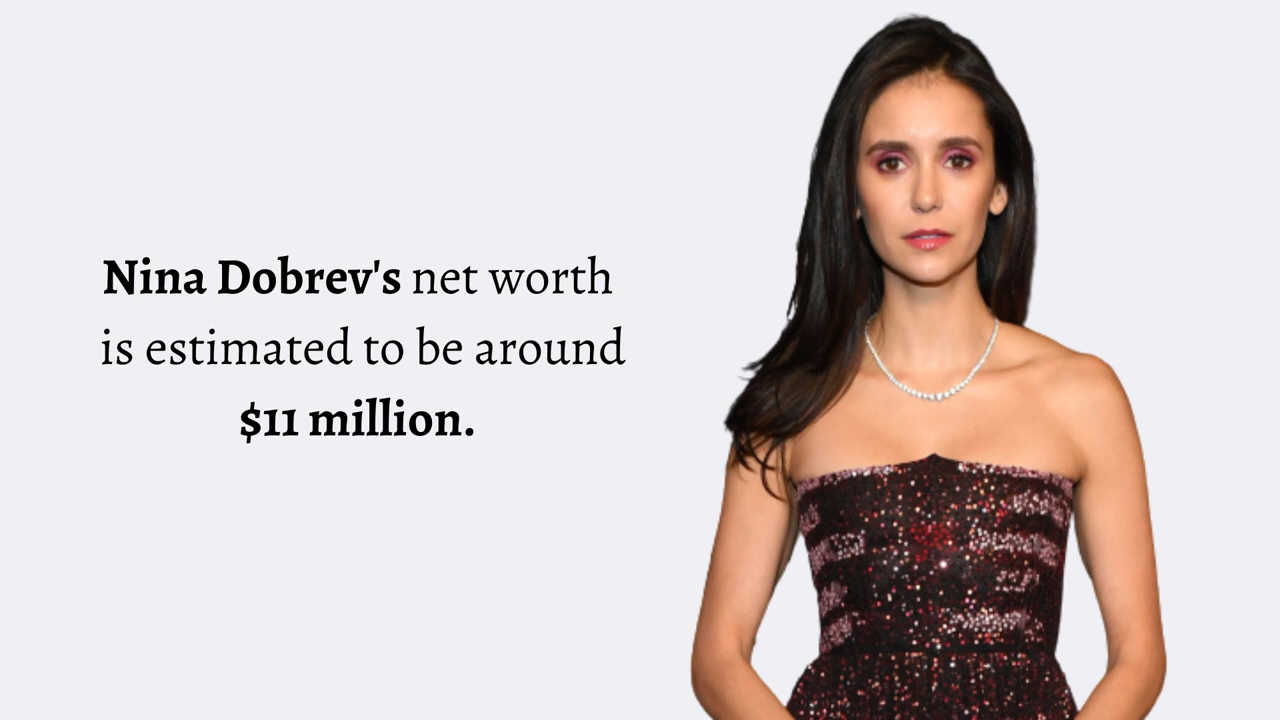 Nina Dobrev's net worth
is estimated to be around
$11 million.